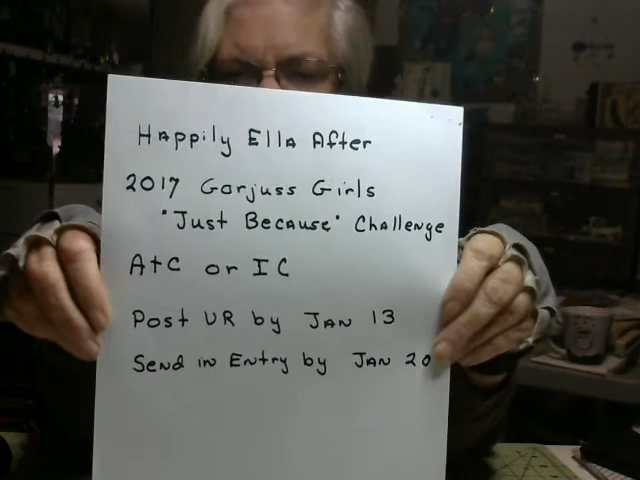 Happily Ella After
2017 Gorjuss Girls
"Just Because" Challenge
AtC or IC
Post VR by JAN 13
Send in Entry by JAN 20